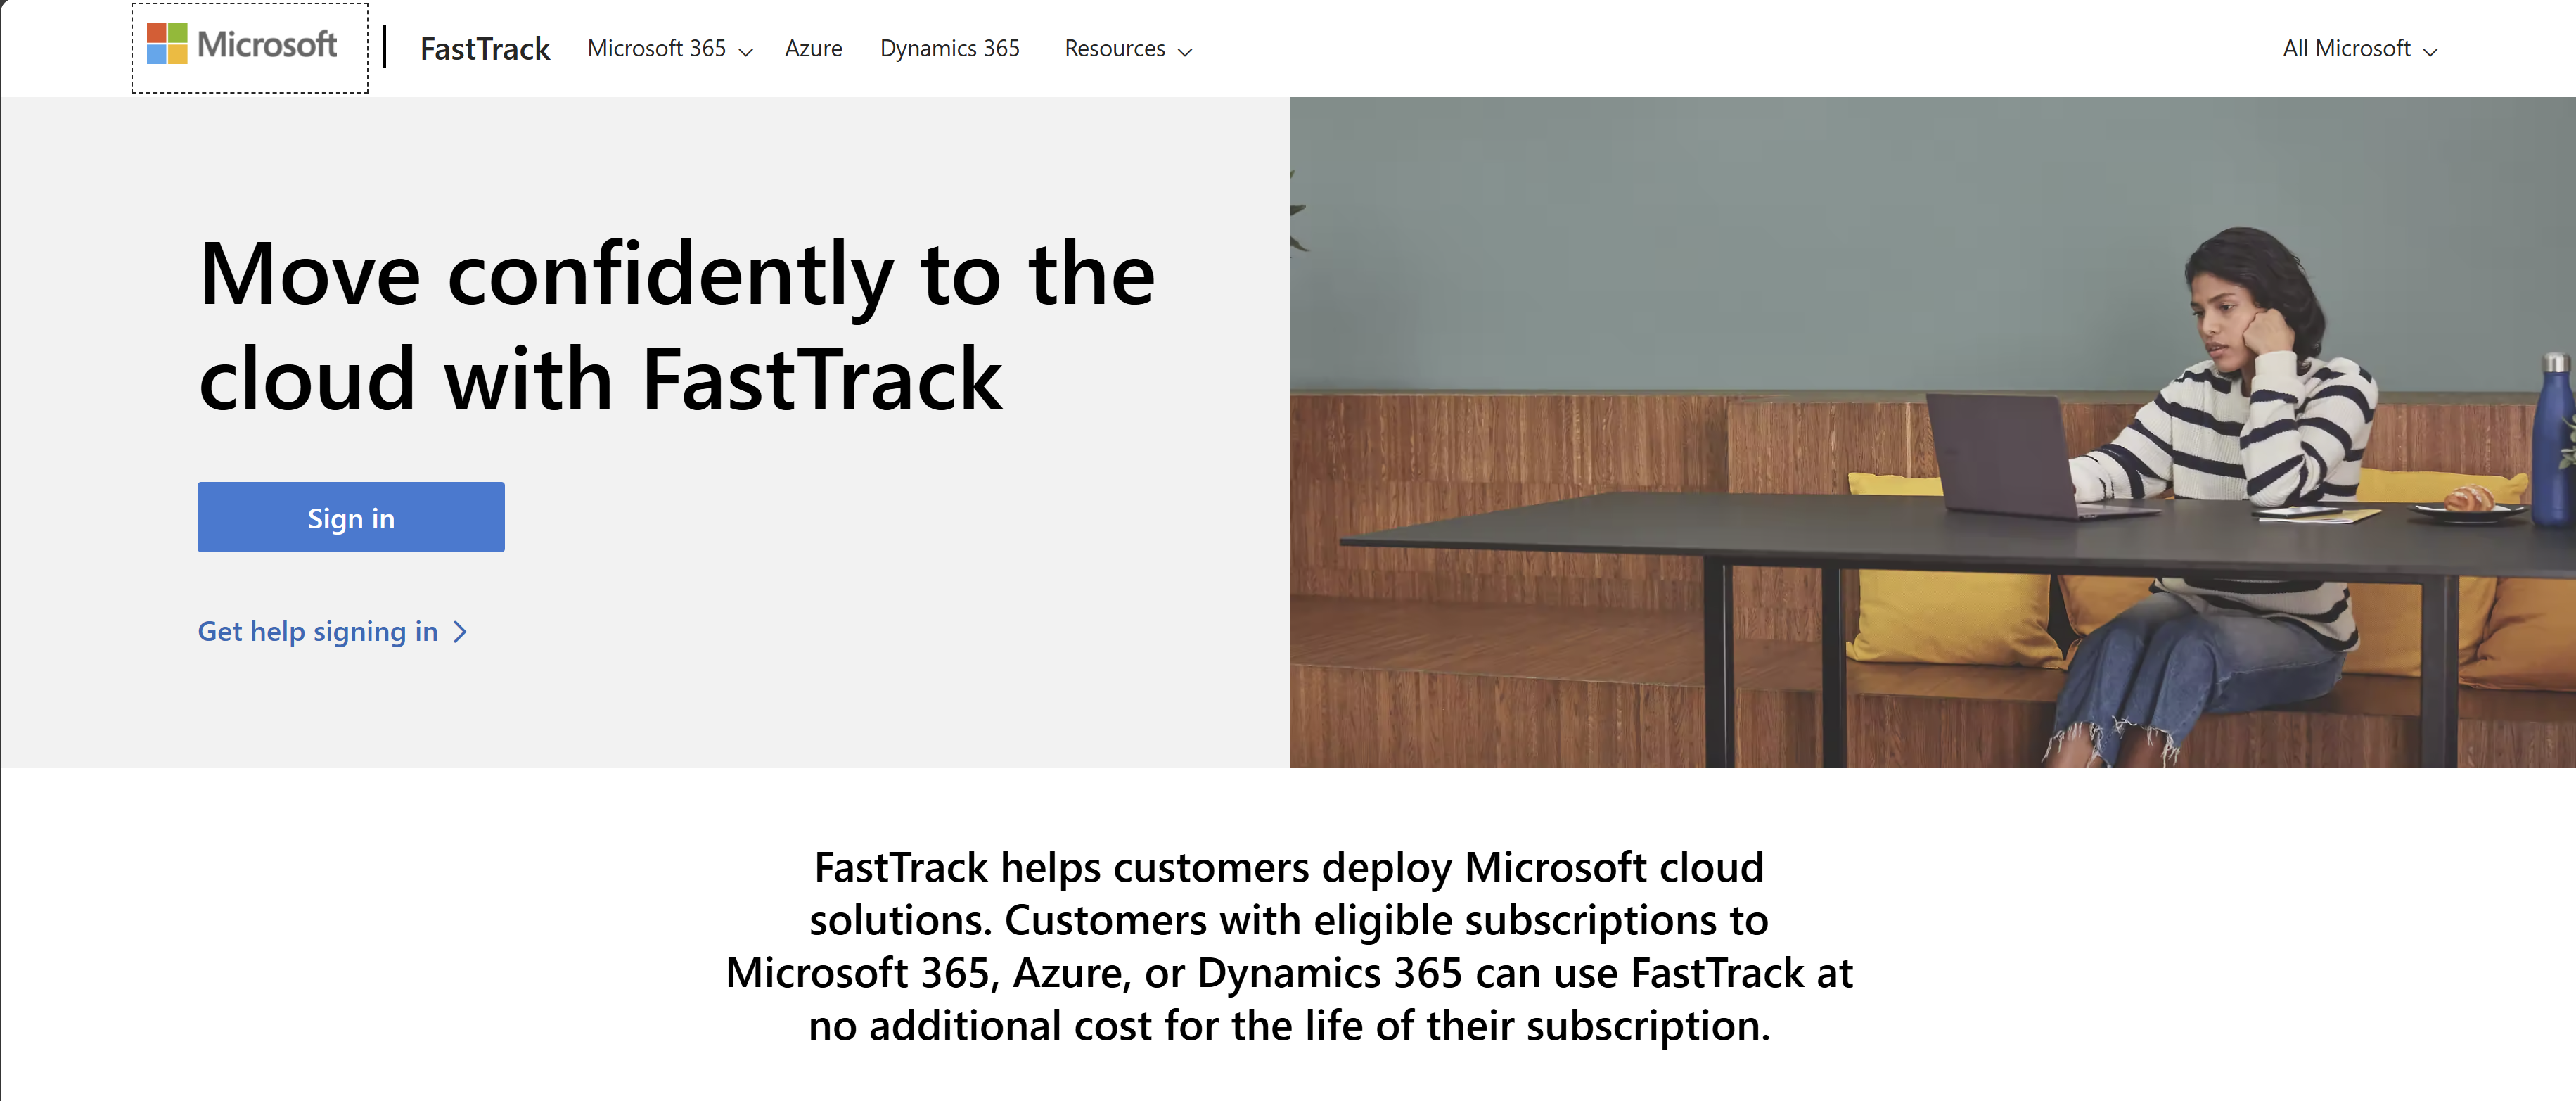 Microsoft
FastTrack
Microsoft 365
Azure
Dynamics 365
Resources
All Microsoft
Move confidently to the
cloud with FastTrack
Sign in
Get help signing in
FastTrack helps customers deploy Microsoft cloud
solutions. Customers with eligible subscriptions to
Microsoft 365, Azure, or Dynamics 365 can use FastTrack at
no additional cost for the life of their subscription.